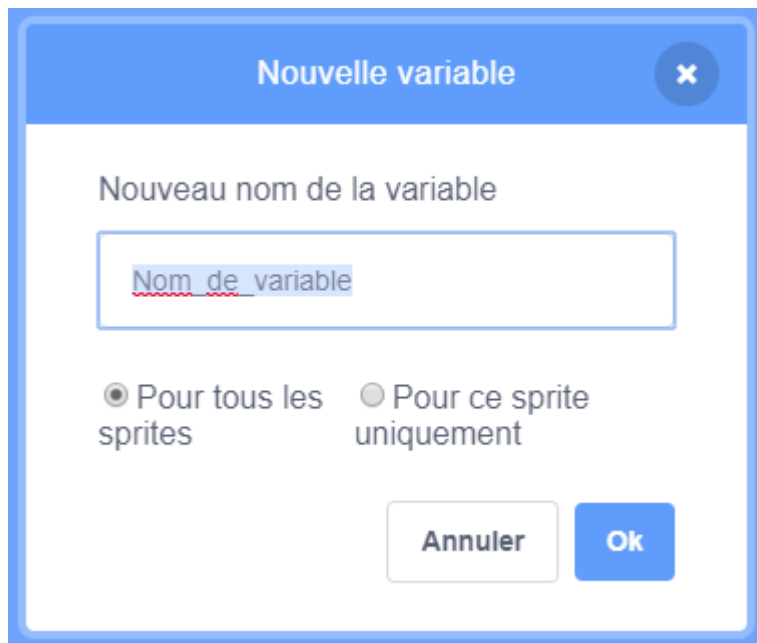 Nouvelle variable
Nouveau nom de la variable
Nom_de_variable
Pour tous les sprites
Pour ce sprite uniquement
Annuler
Ok